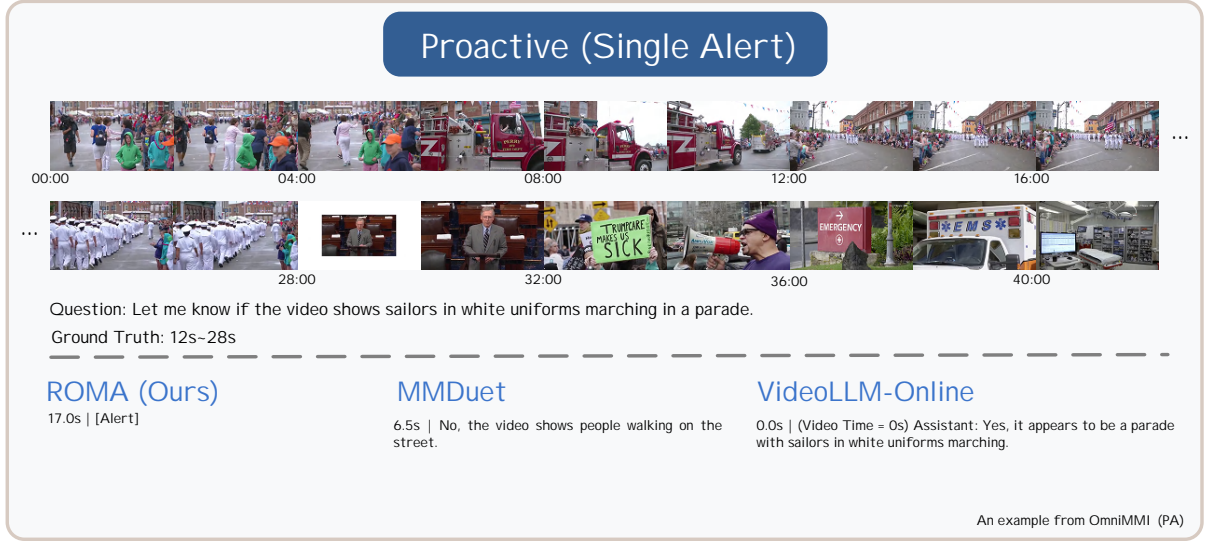 Proactive (Single Alert)
PERRY
Z
Z
Z
...
00:00
04:00
08:00
12:00
16:00
...
TRUMPCARE
MAKES US
SICK
EMERGENCY
EMS
28:00
32:00
36:00
40:00
Question: Let me know if the video shows sailors in white uniforms marching in a parade.
Ground Truth: 12s~28s
ROMA (Ours)
17.0s | [Alert]
MMDuet
6.5s | No, the video shows people walking on the
street.
VideoLLM-Online
0.0s | (Video Time = 0s) Assistant: Yes, it appears to be a parade
with sailors in white uniforms marching.
An example from OmniMMI (PA)